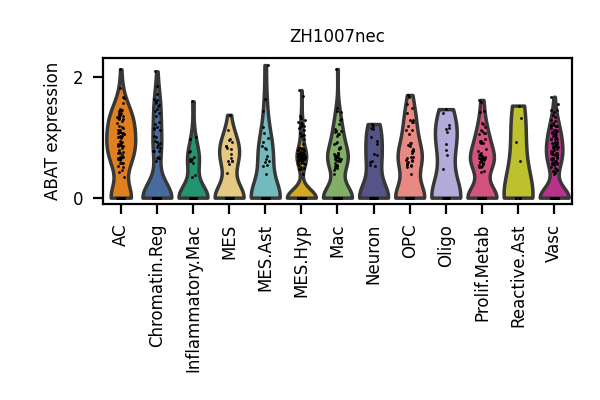 ZH1007nec
ABAT expression
2
0
AC
Chromatin.Reg
Inflammatory.Mac
MES
MES.Ast
MES.Hyp
Mac
Neuron
OPC
Oligo
Prolif.Metab
Reactive.Ast
Vasc